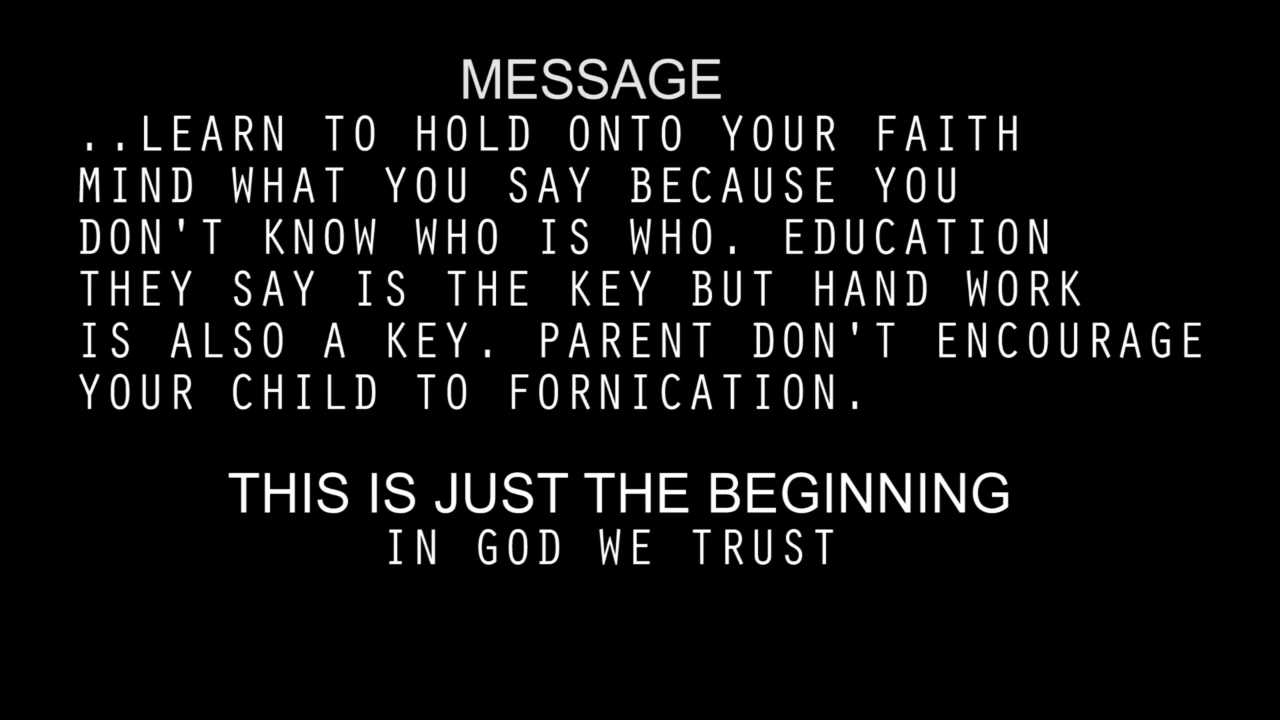 MESSAGE
..LEARN TO HOLD ONTO YOUR FAITH
MIND WHAT YOU SAY BECAUSE YOU
DON'T KNOW WHO IS WHO. EDUCATION
THEY SAY IS THE KEY BUT HAND WORK
IS ALSO A KEY. PARENT DON'T ENCOURAGE
YOUR CHILD TO FORNICATION.
THIS IS JUST THE BEGINNING
IN GOD WE TRUST